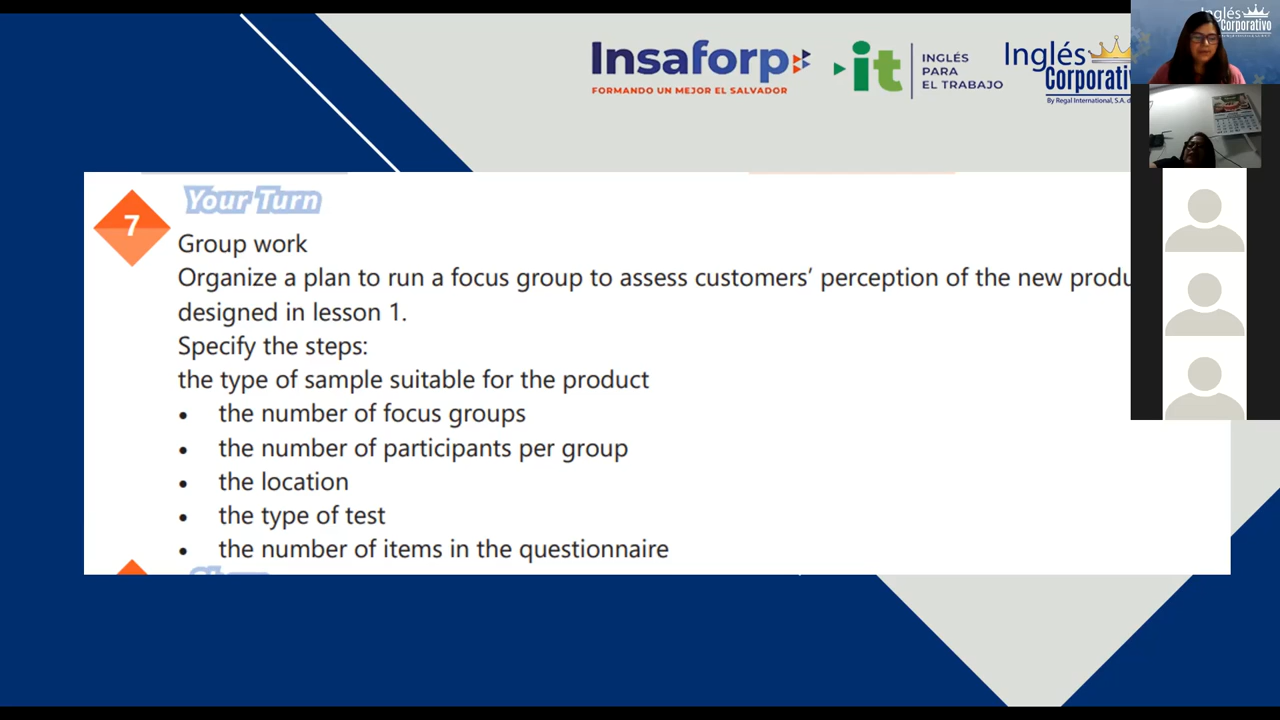 Insaforp
FORMANDO UN MEJOR EL SALVADOR
it
INGLÉS
PARA
EL TRABAJO
Inglés
Corporativo
By Regal International, S.A. d
Inglés
Corporativo
7
Your Turn
Group work
Organize a plan to run a focus group to assess customers’ perception of the new produ
designed in lesson 1.
Specify the steps:
the type of sample suitable for the product
• the number of focus groups
• the number of participants per group
• the location
• the type of test
• the number of items in the questionnaire